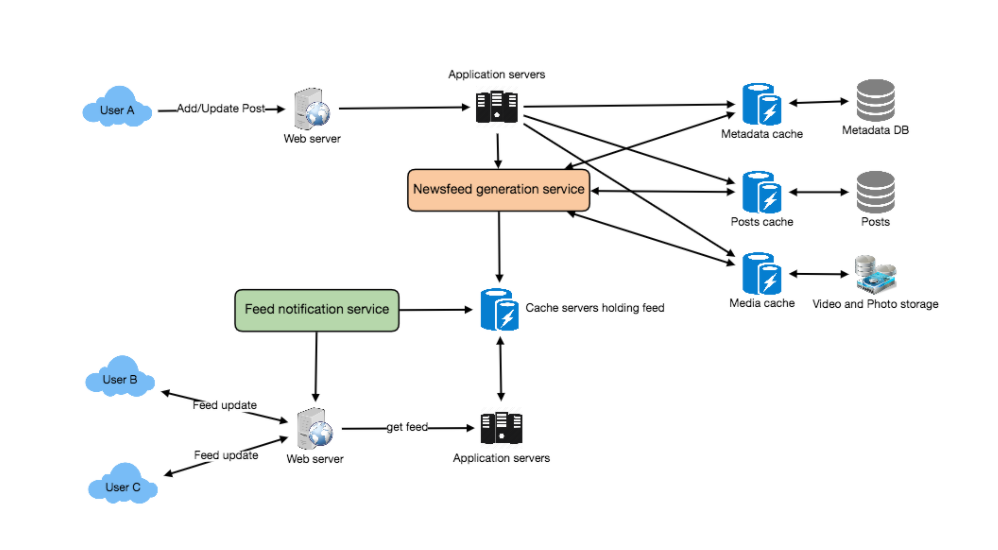 Application servers
User A
Add/Update Post
Web server
Metadata cache
Metadata DB
Newsfeed generation service
Posts cache
Posts
Media cache
Video and Photo storage
Feed notification service
Cache servers holding feed
User B
Feed update
get feed
Feed update
Web server
Application servers
User C